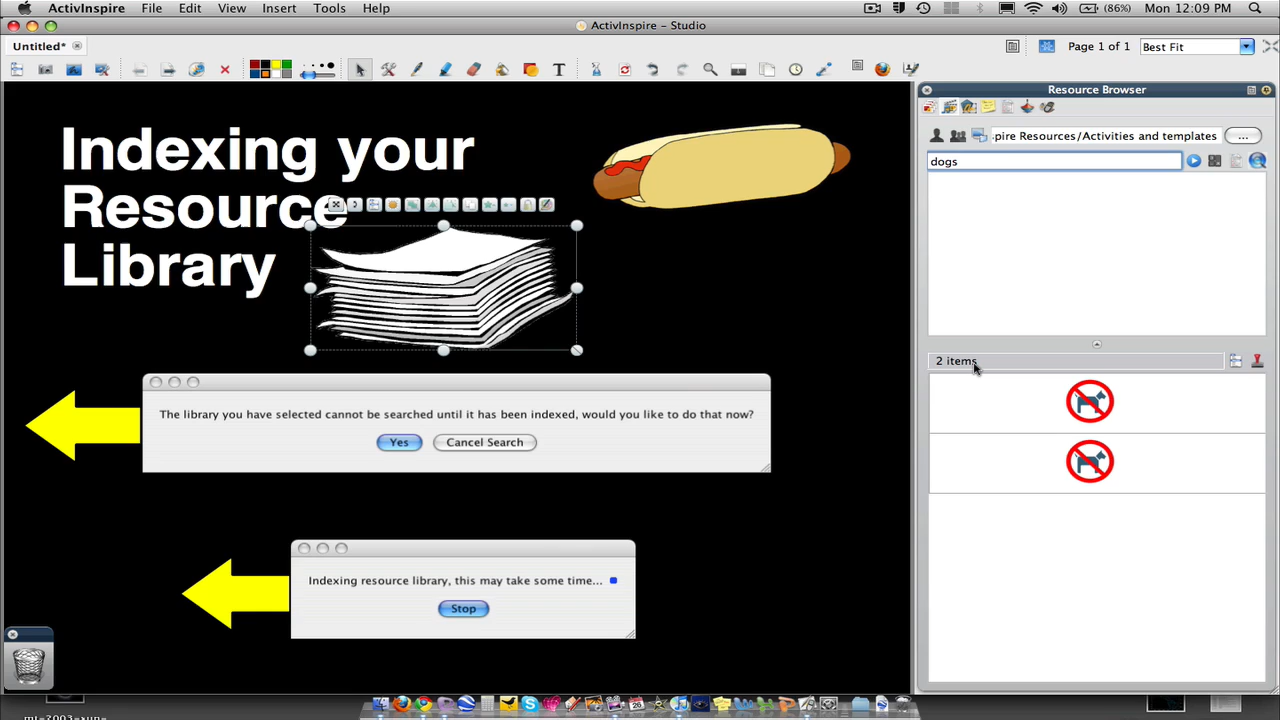 ActivInspire File Edit View Insert Tools Help (86%) Mon 12:09 PM
ActivInspire – Studio
Untitled* Page 1 of 1 Best Fit
Resource Browser
.pire Resources/Activities and templates ...
dogs
Indexing your
Resource
Library
2 items
The library you have selected cannot be searched until it has been indexed, would you like to do that now?
Yes Cancel Search
Indexing resource library, this may take some time...
Stop